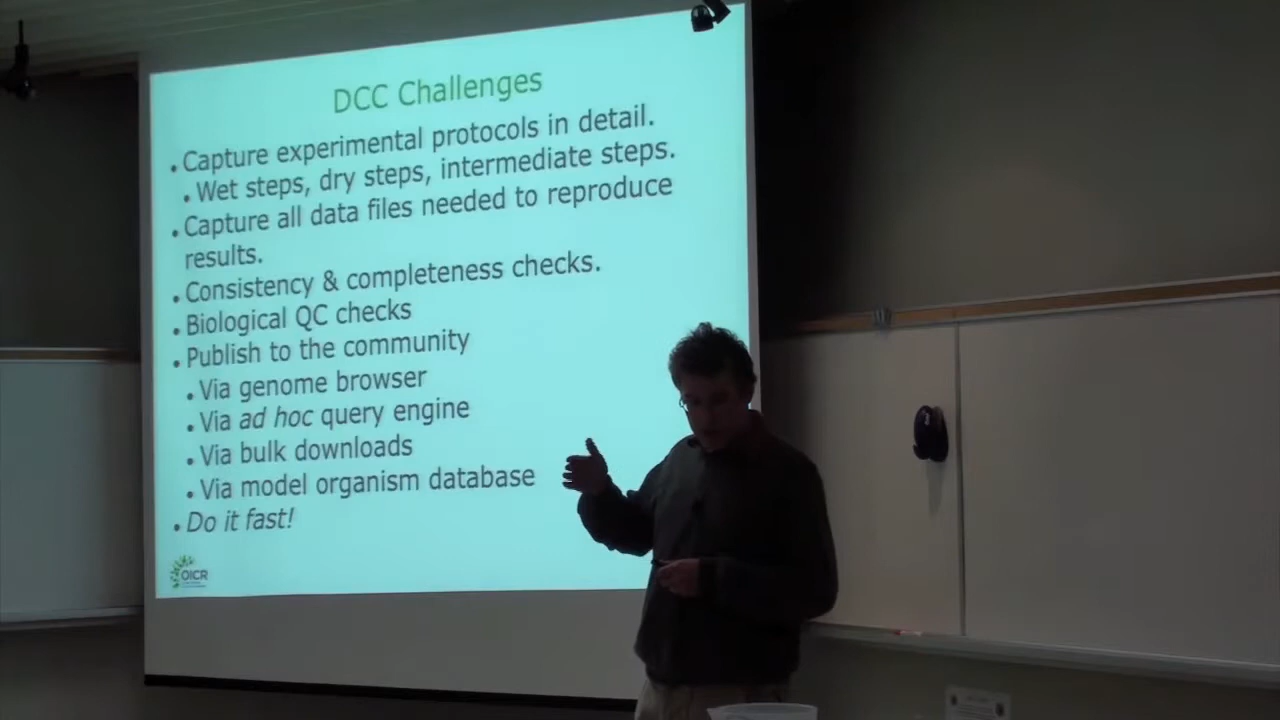 DCC Challenges
• Capture experimental protocols in detail.
• Wet steps, dry steps, intermediate steps.
• Capture all data files needed to reproduce
results.
• Consistency & completeness checks.
• Biological QC checks
• Publish to the community
• Via genome browser
• Via ad hoc query engine
• Via bulk downloads
• Via model organism database
• Do it fast!
OICR